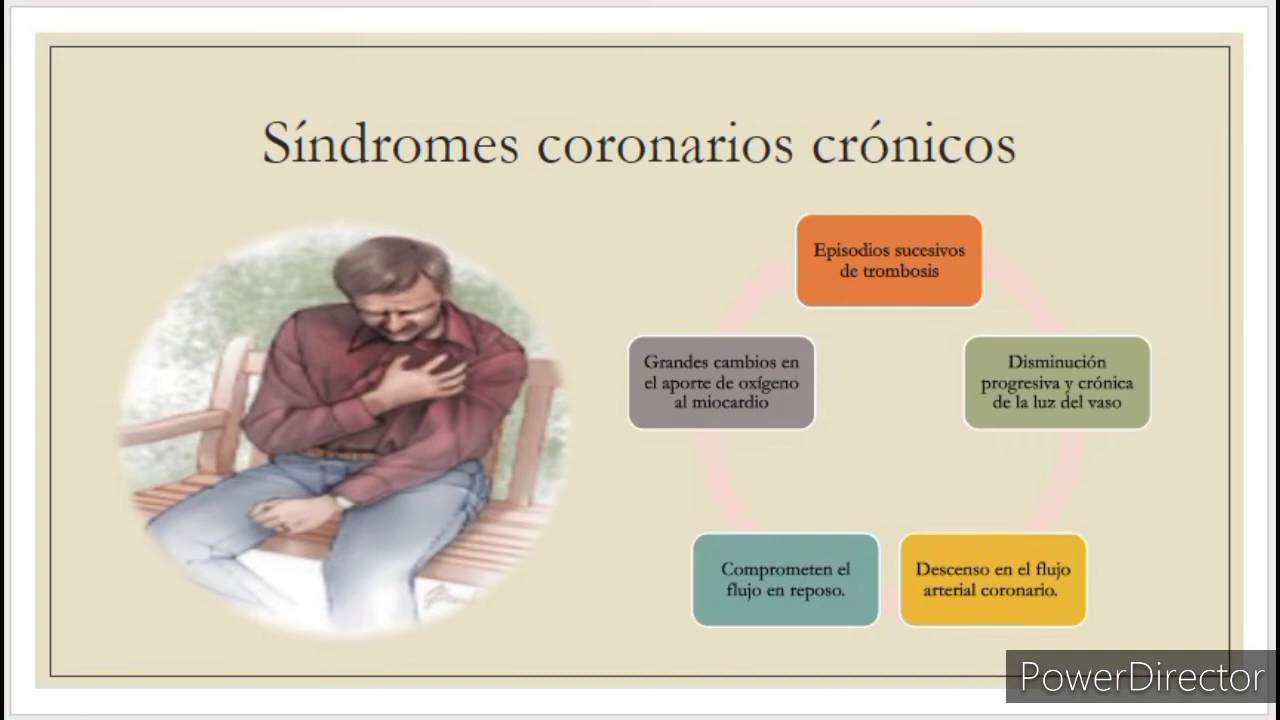 Síndromes coronarios crónicos
Episodios sucesivos
de trombosis
Disminución
progresiva y crónica
de la luz del vaso
Descenso en el flujo
arterial coronario.
Comprometen el
flujo en reposo.
Grandes cambios en
el aporte de oxígeno
al miocardio
PowerDirector